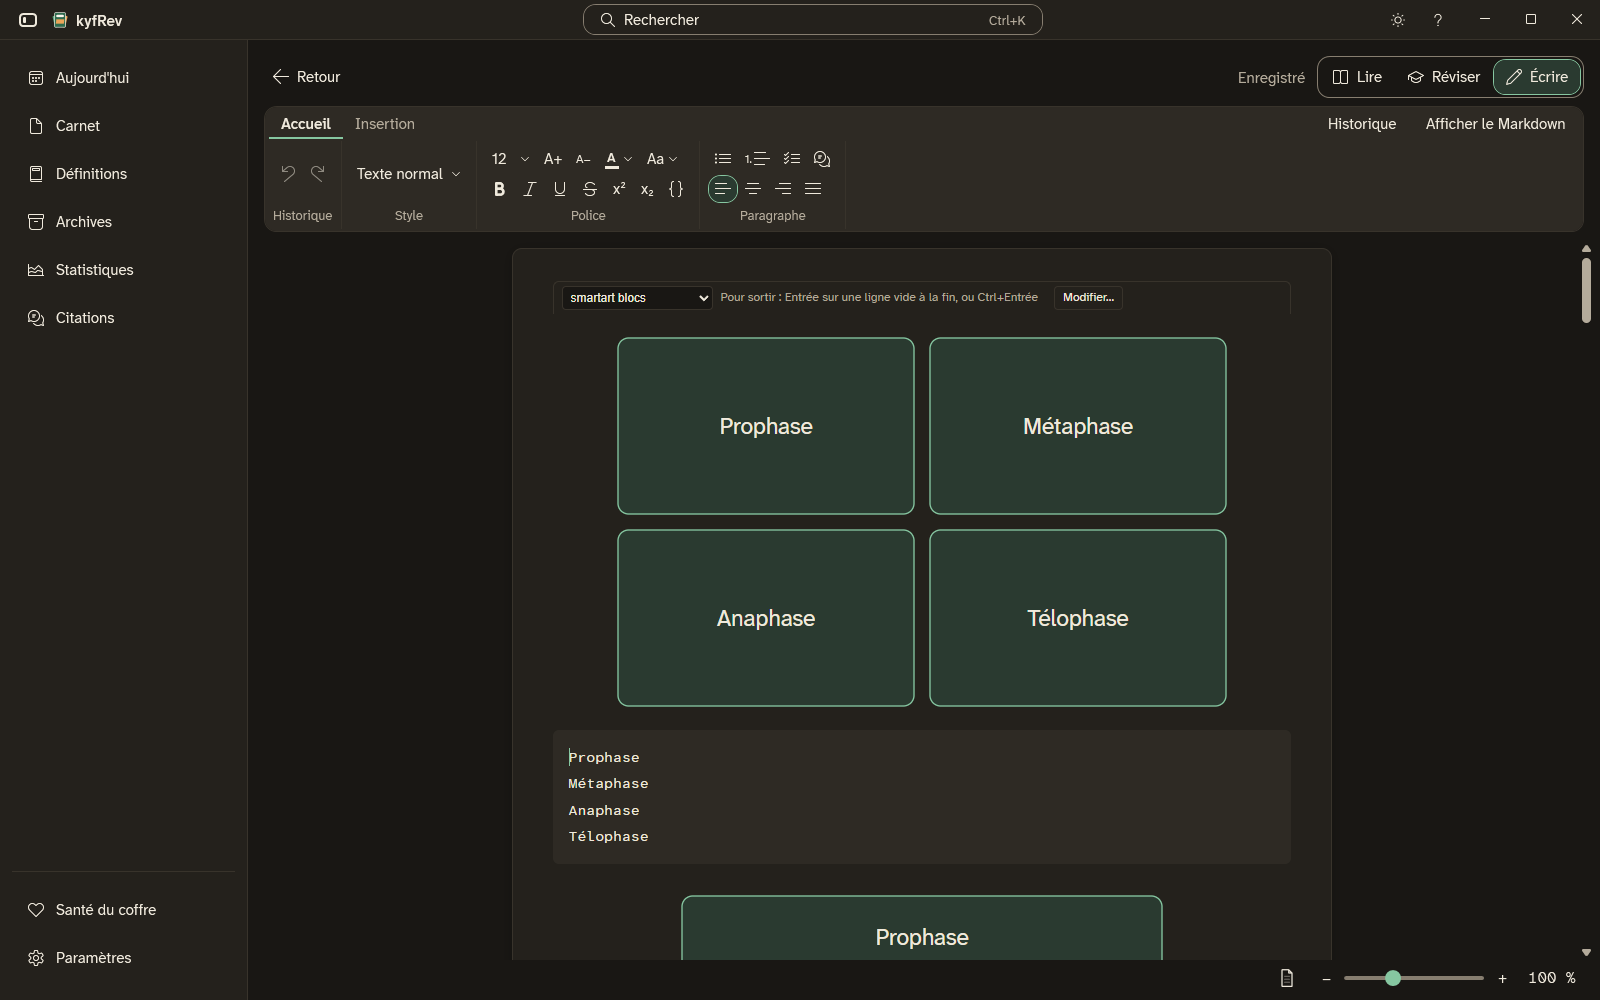 kyfRev
Rechercher
Ctrl+K
?
Aujourd'hui
Carnet
Définitions
Archives
Statistiques
Citations
Santé du coffre
Paramètres
Retour
Enregistré
Lire
Réviser
Écrire
Accueil
Insertion
Historique
Afficher le Markdown
Historique
Texte normal
Style
12
A+
A–
A
Aa
B I U S x² x₂ {}
Police
Paragraphe
smartart blocs
Pour sortir : Entrée sur une ligne vide à la fin, ou Ctrl+Entrée
Modifier...
Prophase
Métaphase
Anaphase
Télophase
Prophase
Métaphase
Anaphase
Télophase
Prophase
– + 100 %